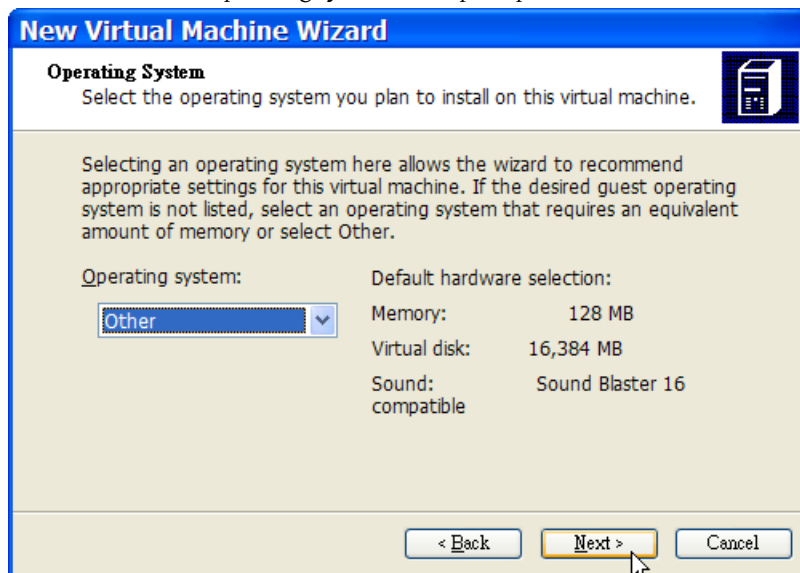 New Virtual Machine Wizard
Operating System
Select the operating system you plan to install on this virtual machine.
Selecting an operating system here allows the wizard to recommend
appropriate settings for this virtual machine. If the desired guest operating
system is not listed, select an operating system that requires an equivalent
amount of memory or select Other.
Operating system: Default hardware selection:
Other Memory: 128 MB
Virtual disk: 16,384 MB
Sound: Sound Blaster 16
compatible
< Back Next > Cancel